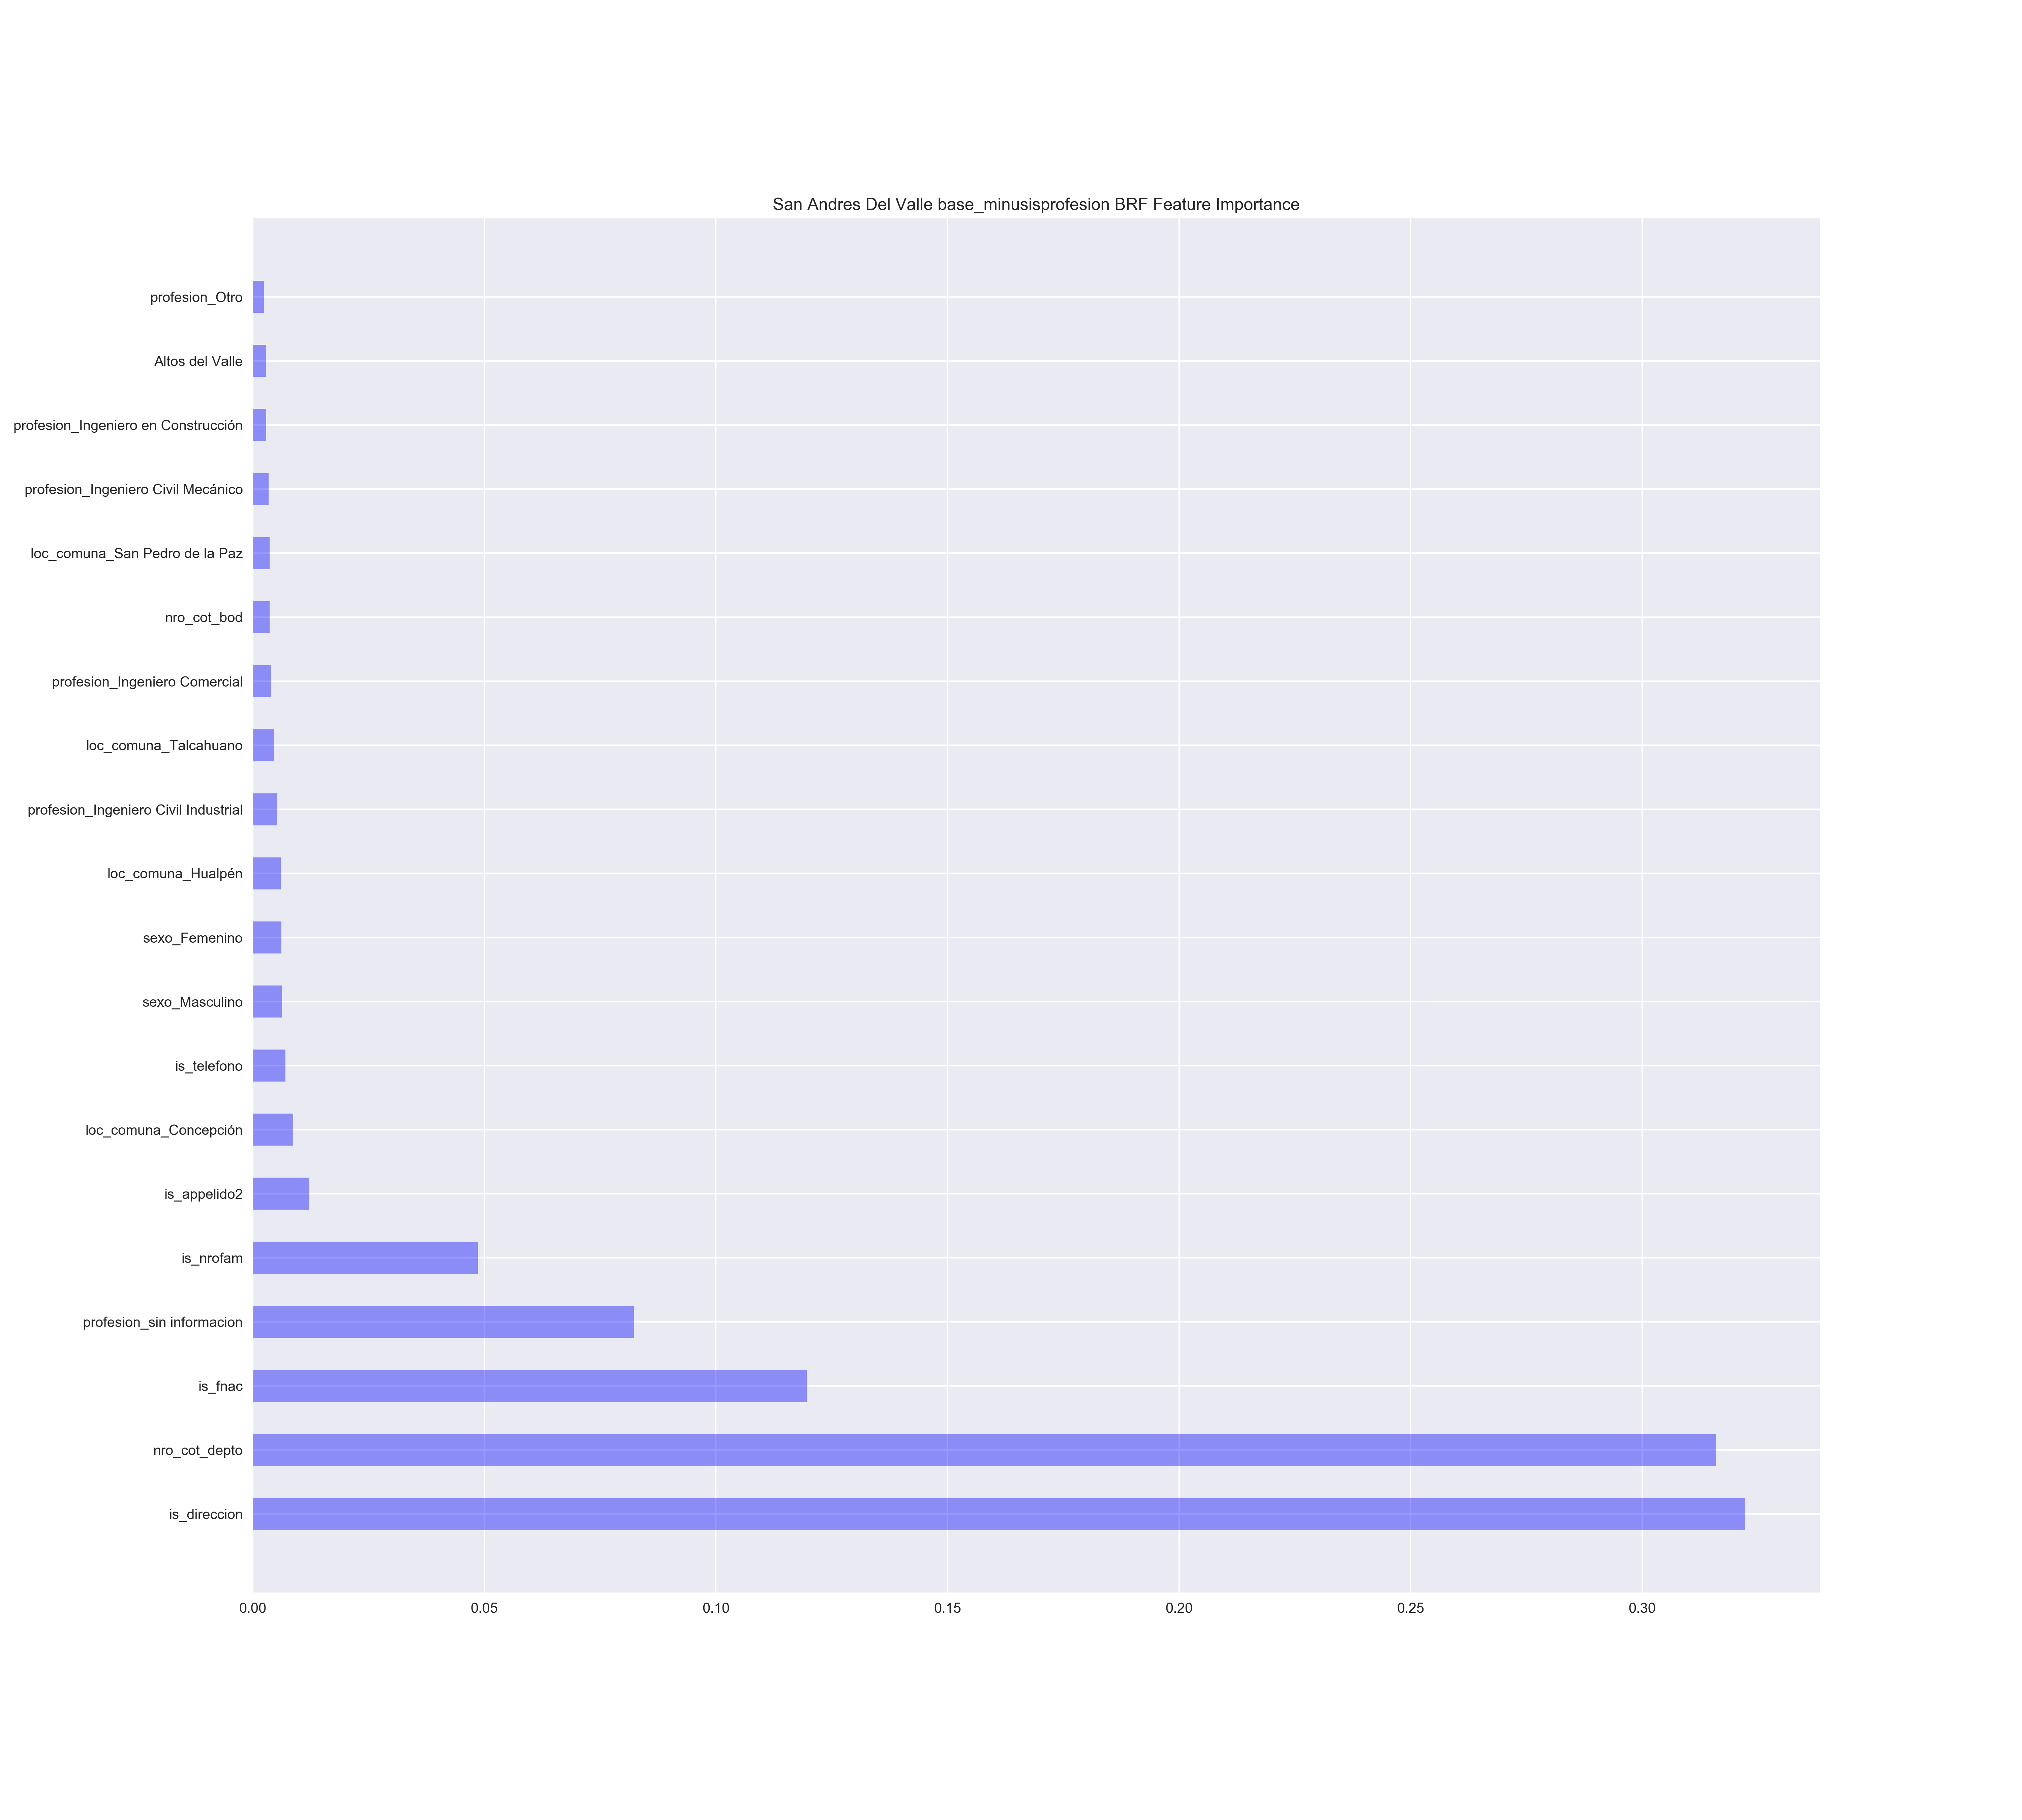 San Andres Del Valle base_minusisprofesion BRF Feature Importance
profesion_Otro
Altos del Valle
profesion_Ingeniero en Construcción
profesion_Ingeniero Civil Mecánico
loc_comuna_San Pedro de la Paz
nro_cot_bod
profesion_Ingeniero Comercial
loc_comuna_Talcahuano
profesion_Ingeniero Civil Industrial
loc_comuna_Hualpén
sexo_Femenino
sexo_Masculino
is_telefono
loc_comuna_Concepción
is_appelido2
is_nrofam
profesion_sin informacion
is_fnac
nro_cot_depto
is_direccion
0.00 0.05 0.10 0.15 0.20 0.25 0.30